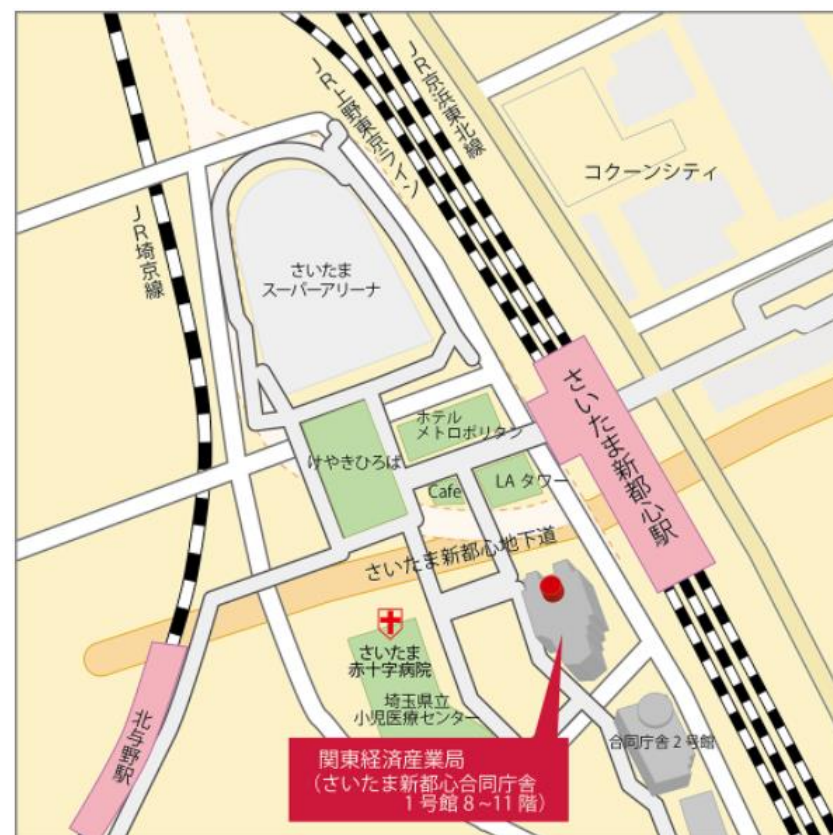 JR京浜東北線
JR上野東京ライン
JR埼京線
コクーンシティ
さいたま
スーパーアリーナ
ホテル
メトロポリタン
さいたま新都心駅
けやきひろば
Cafe
LAタワー
さいたま新都心地下道
さいたま
赤十字病院
埼玉県立
小児医療センター
北与野駅
合同庁舎2号館
関東経済産業局
(さいたま新都心合同庁舎
1号館8~11階)